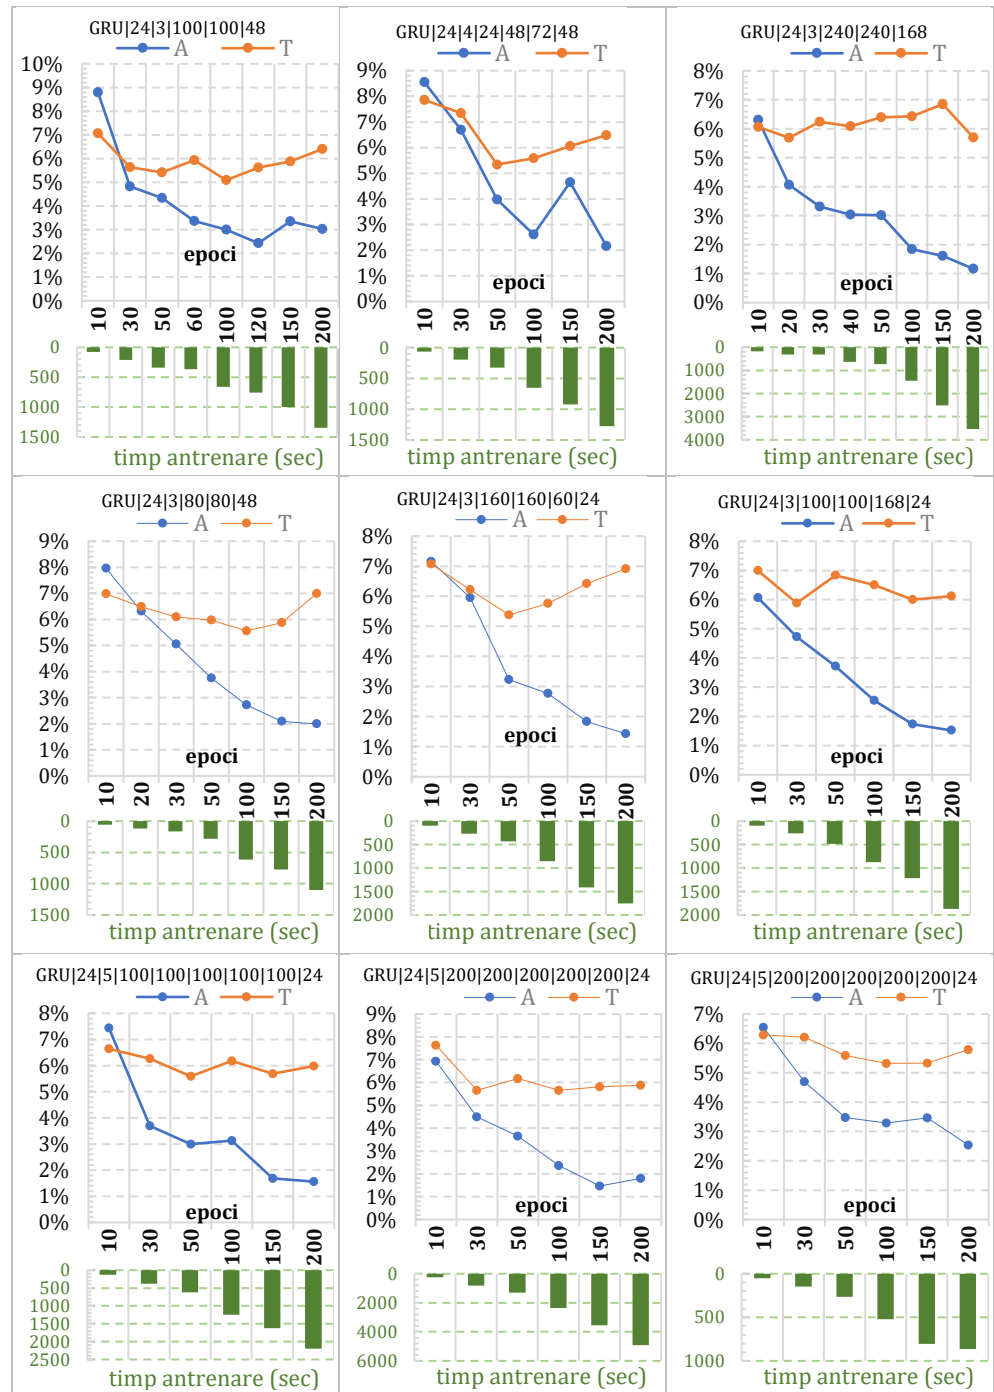 GRU|24|3|100|100|48
A T
10%
9%
8%
7%
6%
5%
4%
3%
2%
1%
0%
epoci
10 30 50 60 100 120 150 200
0
500
1000
1500
timp antrenare (sec)
GRU|24|4|24|48|72|48
A T
9%
8%
7%
6%
5%
4%
3%
2%
1%
0%
epoci
10 30 50 100 150 200
0
500
1000
1500
timp antrenare (sec)
GRU|24|3|240|240|168
A T
8%
7%
6%
5%
4%
3%
2%
1%
0%
epoci
10 20 30 40 50 100 150 200
0
1000
2000
3000
4000
timp antrenare (sec)
GRU|24|3|80|80|48
A T
9%
8%
7%
6%
5%
4%
3%
2%
1%
0%
epoci
10 20 30 50 100 150 200
0
500
1000
1500
timp antrenare (sec)
GRU|24|3|160|160|60|24
A T
8%
7%
6%
5%
4%
3%
2%
1%
0%
epoci
10 30 50 100 150 200
0
500
1000
1500
2000
timp antrenare (sec)
GRU|24|3|100|100|168|24
A T
8%
7%
6%
5%
4%
3%
2%
1%
0%
epoci
10 30 50 100 150 200
0
500
1000
1500
2000
timp antrenare (sec)
GRU|24|5|100|100|100|100|100|24
A T
8%
7%
6%
5%
4%
3%
2%
1%
0%
epoci
10 30 50 100 150 200
0
500
1000
1500
2000
2500
timp antrenare (sec)
GRU|24|5|200|200|200|200|200|24
A T
9%
8%
7%
6%
5%
4%
3%
2%
1%
0%
epoci
10 30 50 100 150 200
0
2000
4000
6000
timp antrenare (sec)
GRU|24|5|200|200|200|200|200|24
A T
7%
6%
5%
4%
3%
2%
1%
0%
epoci
10 30 50 100 150 200
0
500
1000
timp antrenare (sec)